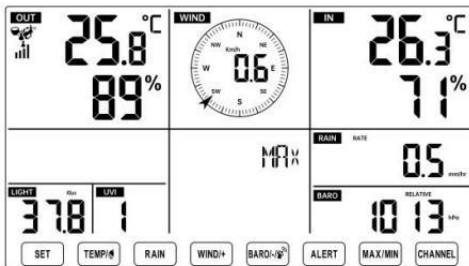 OUT
25.8 °C
89%
WIND
N
NW
NE
Km/h
W
0.6
E
SW
SE
S
IN
26.3 °C
71%
MAX
RAIN RATE
0.5 mm/hr
LIGHT Klux
37.8
UVI
1
BARO RELATIVE
1013 hPa
SET
TEMP/
RAIN
WIND/+
BARO/-/
ALERT
MAX/MIN
CHANNEL